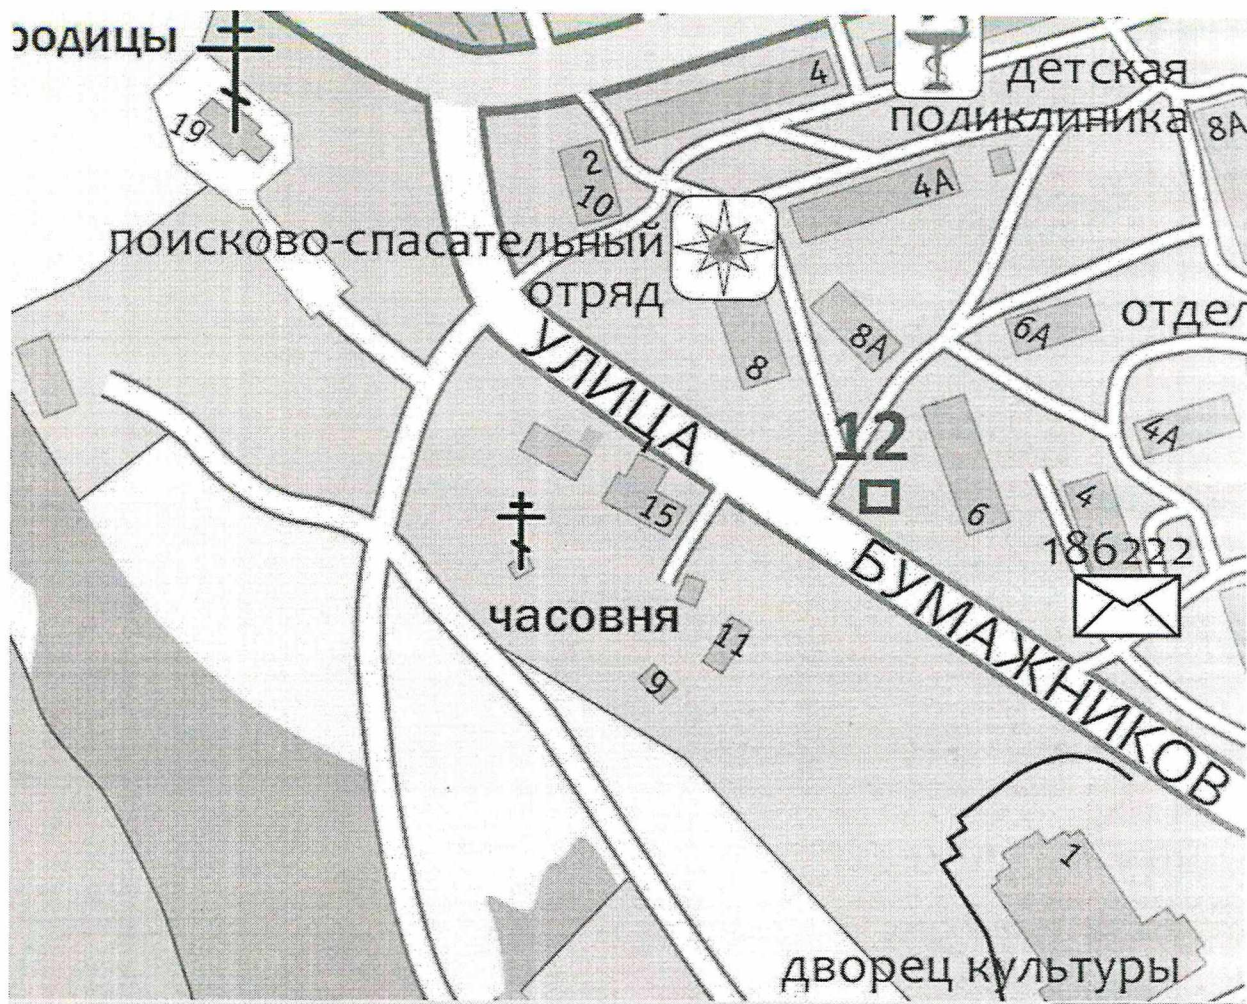 родицы
4
детская
поликлиника
8А
19
2
10
4А
поисково-спасательный
отряд
8
8А
6А
отдел
УЛИЦА БУМАЖНИКОВ
12
4А
15
6
4
186222
часовня
11
9
1
дворец культуры